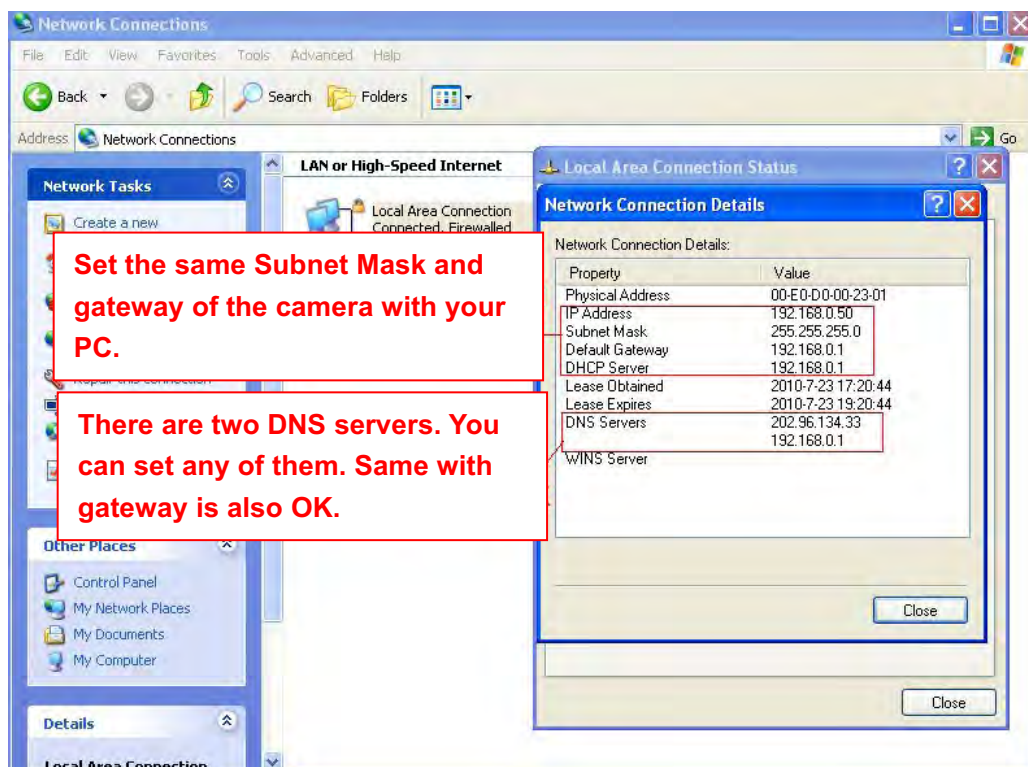 Network Connections
File Edit View Favorites Tools Advanced Help
Back Search Folders
Address Network Connections Go
Network Tasks
Create a new
LAN or High-Speed Internet
Local Area Connection
Connected, Firewalled
Set the same Subnet Mask and
gateway of the camera with your
PC.
Repair this connection
There are two DNS servers. You
can set any of them. Same with
gateway is also OK.
Other Places
Control Panel
My Network Places
My Documents
My Computer
Details
Local Area Connection
Local Area Connection Status
Network Connection Details
Network Connection Details:
Property Value
Physical Address 00-E0-D0-00-23-01
IP Address 192.168.0.50
Subnet Mask 255.255.255.0
Default Gateway 192.168.0.1
DHCP Server 192.168.0.1
Lease Obtained 2010-7-23 17:20:44
Lease Expires 2010-7-23 19:20:44
DNS Servers 202.96.134.33
192.168.0.1
WINS Server
Close
Close